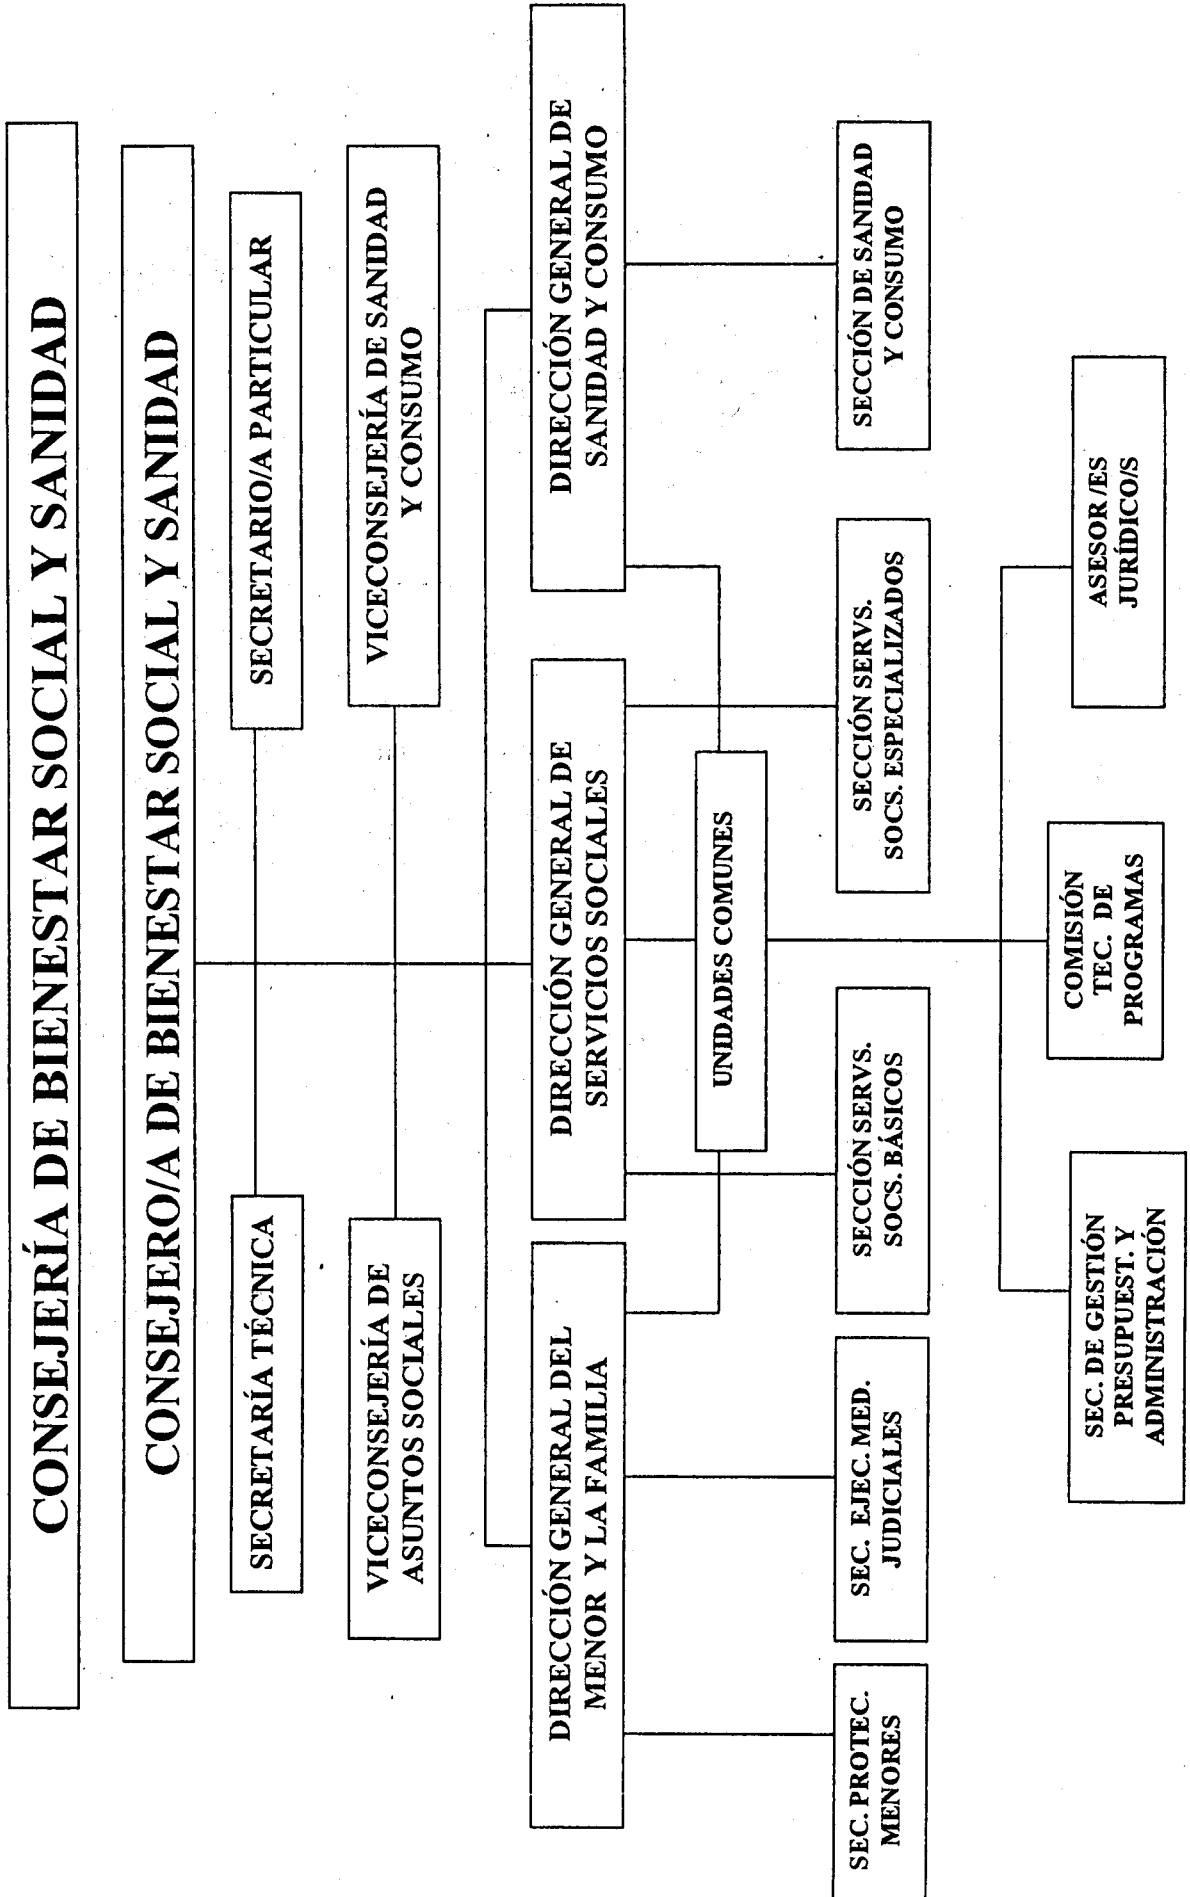 CONSEJERÍA DE BIENESTAR SOCIAL Y SANIDAD
CONSEJERO/A DE BIENESTAR SOCIAL Y SANIDAD
SECRETARÍA TÉCNICA
SECRETARIO/A PARTICULAR
VICECONSEJERÍA DE
ASUNTOS SOCIALES
VICECONSEJERÍA DE SANIDAD
Y CONSUMO
DIRECCIÓN GENERAL DEL
MENOR Y LA FAMILIA
DIRECCIÓN GENERAL DE
SERVICIOS SOCIALES
DIRECCIÓN GENERAL DE
SANIDAD Y CONSUMO
UNIDADES COMUNES
SEC. PROTEC.
MENORES
SEC. EJEC. MED.
JUDICIALES
SECCIÓN SERVS.
SOCS. BÁSICOS
SECCIÓN SERVS.
SOCS. ESPECIALIZADOS
SECCIÓN DE SANIDAD
Y CONSUMO
SEC. DE GESTIÓN
PRESUPUEST. Y
ADMINISTRACIÓN
COMISIÓN
TEC. DE
PROGRAMAS
ASESOR/ES
JURÍDICO/S